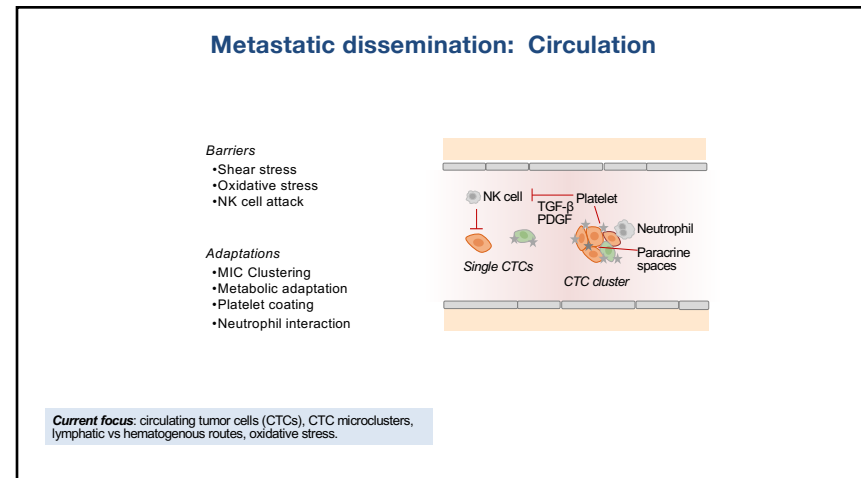 Metastatic dissemination:  Circulation
Barriers
•Shear stress
•Oxidative stress
•NK cell attack
Adaptations
•MIC Clustering
•Metabolic adaptation
•Platelet coating
•Neutrophil interaction
NK cell
TGF-β
PDGF
Platelet
Neutrophil
Paracrine
spaces
Single CTCs
CTC cluster
Current focus: circulating tumor cells (CTCs), CTC microclusters,
lymphatic vs hematogenous routes, oxidative stress.